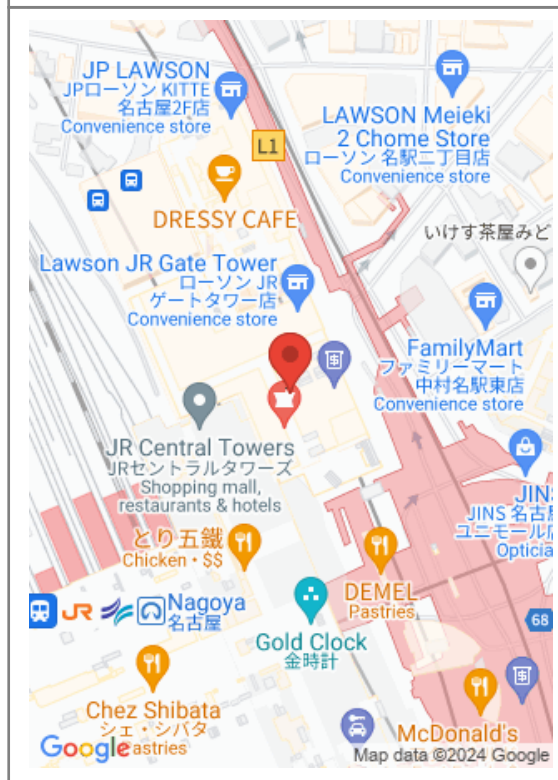 JP LAWSON
JPローソン KITTE
名古屋2F店
Convenience store
L1
LAWSON Meieki
2 Chome Store
ローソン 名駅二丁目店
Convenience store
DRESSY CAFE
いけす茶屋みど
Lawson JR Gate Tower
ローソン JR
ゲートタワー店
Convenience store
FamilyMart
ファミリーマート
中村名駅東店
Convenience store
JR Central Towers
JRセントラルタワーズ
Shopping mall,
restaurants & hotels
JINS
JINS 名古屋
ユニモール店
Opticia
とり五鐵
Chicken・$$
DEMEL
Pastries
JR
Nagoya
名古屋
68
Gold Clock
金時計
Chez Shibata
シェ・シバタ
astries
McDonald's
Google
Map data ©2024 Google